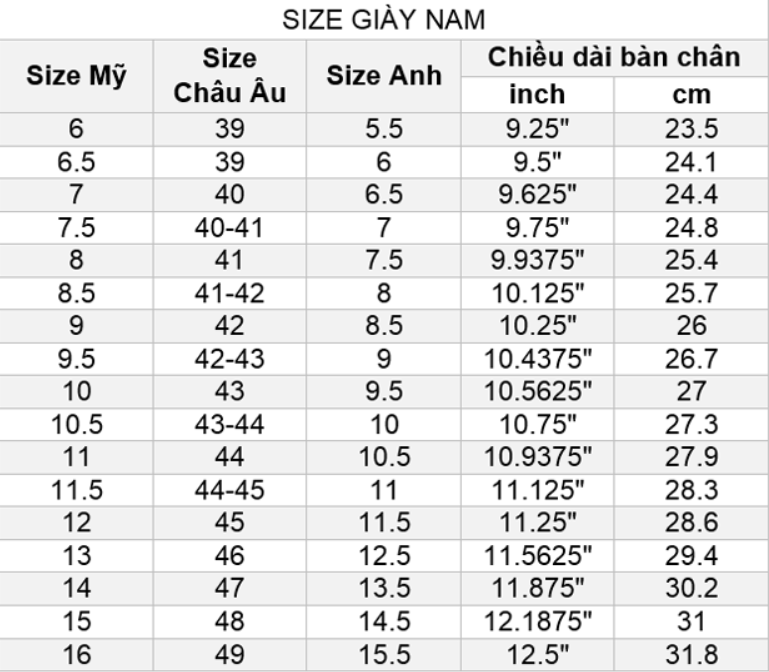 SIZE GIÀY NAM
Size Mỹ Size Châu Âu Size Anh Chiều dài bàn chân
inch cm
6 39 5.5 9.25" 23.5
6.5 39 6 9.5" 24.1
7 40 6.5 9.625" 24.4
7.5 40-41 7 9.75" 24.8
8 41 7.5 9.9375" 25.4
8.5 41-42 8 10.125" 25.7
9 42 8.5 10.25" 26
9.5 42-43 9 10.4375" 26.7
10 43 9.5 10.5625" 27
10.5 43-44 10 10.75" 27.3
11 44 10.5 10.9375" 27.9
11.5 44-45 11 11.125" 28.3
12 45 11.5 11.25" 28.6
13 46 12.5 11.5625" 29.4
14 47 13.5 11.875" 30.2
15 48 14.5 12.1875" 31
16 49 15.5 12.5" 31.8